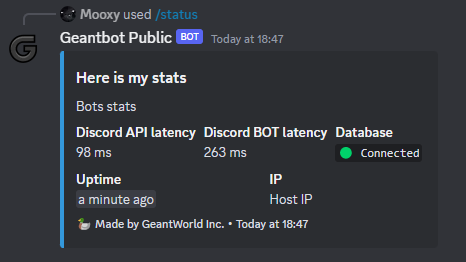 Mooxy used /status
Geantbot Public BOT Today at 18:47
Here is my stats
Bots stats
Discord API latency Discord BOT latency Database
98 ms 263 ms Connected
Uptime IP
a minute ago Host IP
Made by GeantWorld Inc. • Today at 18:47